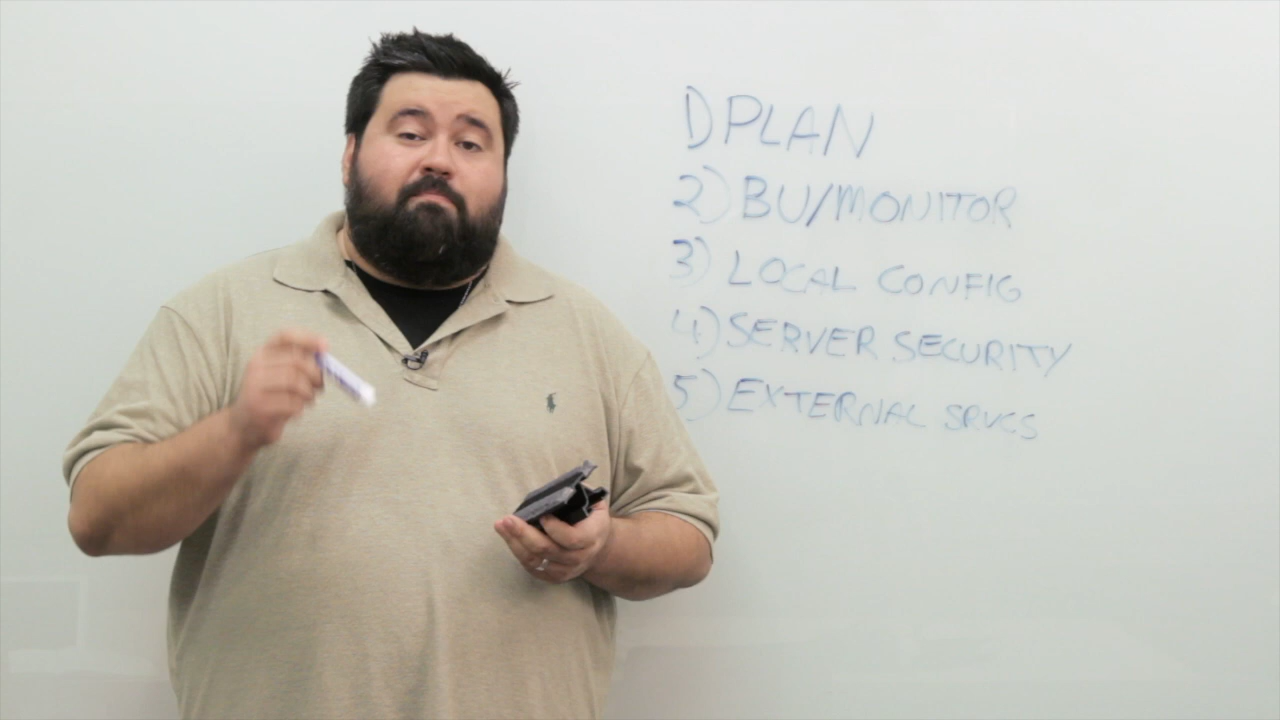 1) PLAN
2) BU/MONITOR
3) LOCAL CONFIG
4) SERVER SECURITY
5) EXTERNAL SRVCS